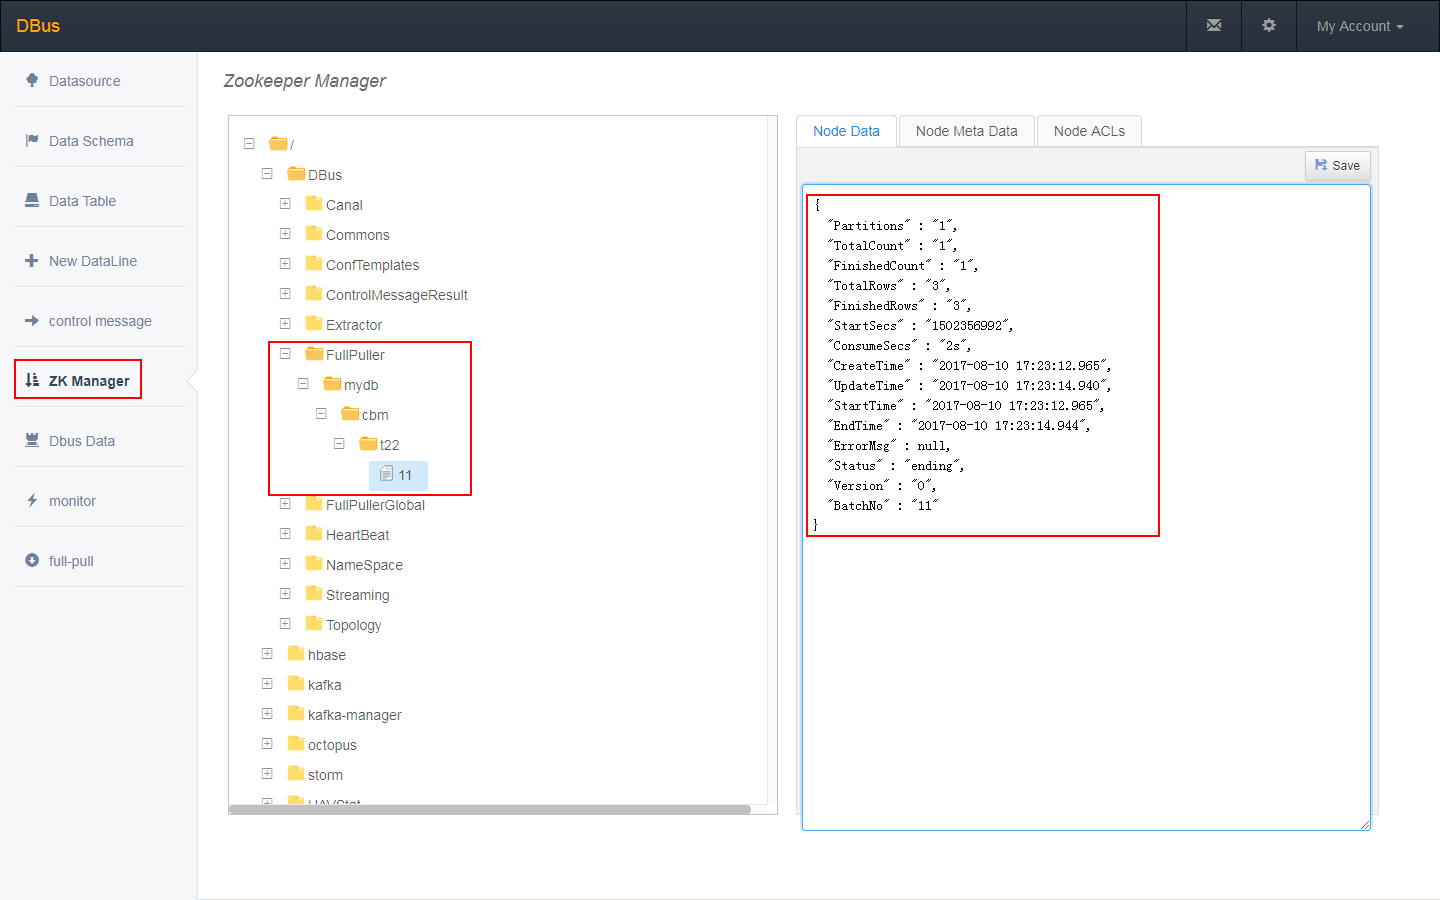 DBus
My Account
Datasource
Data Schema
Data Table
New DataLine
control message
ZK Manager
Dbus Data
monitor
full-pull
Zookeeper Manager
/
DBus
Canal
Commons
ConfTemplates
ControlMessageResult
Extractor
FullPuller
mydb
cbm
t22
11
FullPullerGlobal
HeartBeat
NameSpace
Streaming
Topology
hbase
kafka
kafka-manager
octopus
storm
Node Data
Node Meta Data
Node ACLs
Save
{
"Partitions" : "1",
"TotalCount" : "1",
"FinishedCount" : "1",
"TotalRows" : "3",
"FinishedRows" : "3",
"StartSecs" : "1502356992",
"ConsumeSecs" : "2s",
"CreateTime" : "2017-08-10 17:23:12.965",
"UpdateTime" : "2017-08-10 17:23:14.940",
"StartTime" : "2017-08-10 17:23:12.965",
"EndTime" : "2017-08-10 17:23:14.944",
"ErrorMsg" : null,
"Status" : "ending",
"Version" : "0",
"BatchNo" : "11"
}